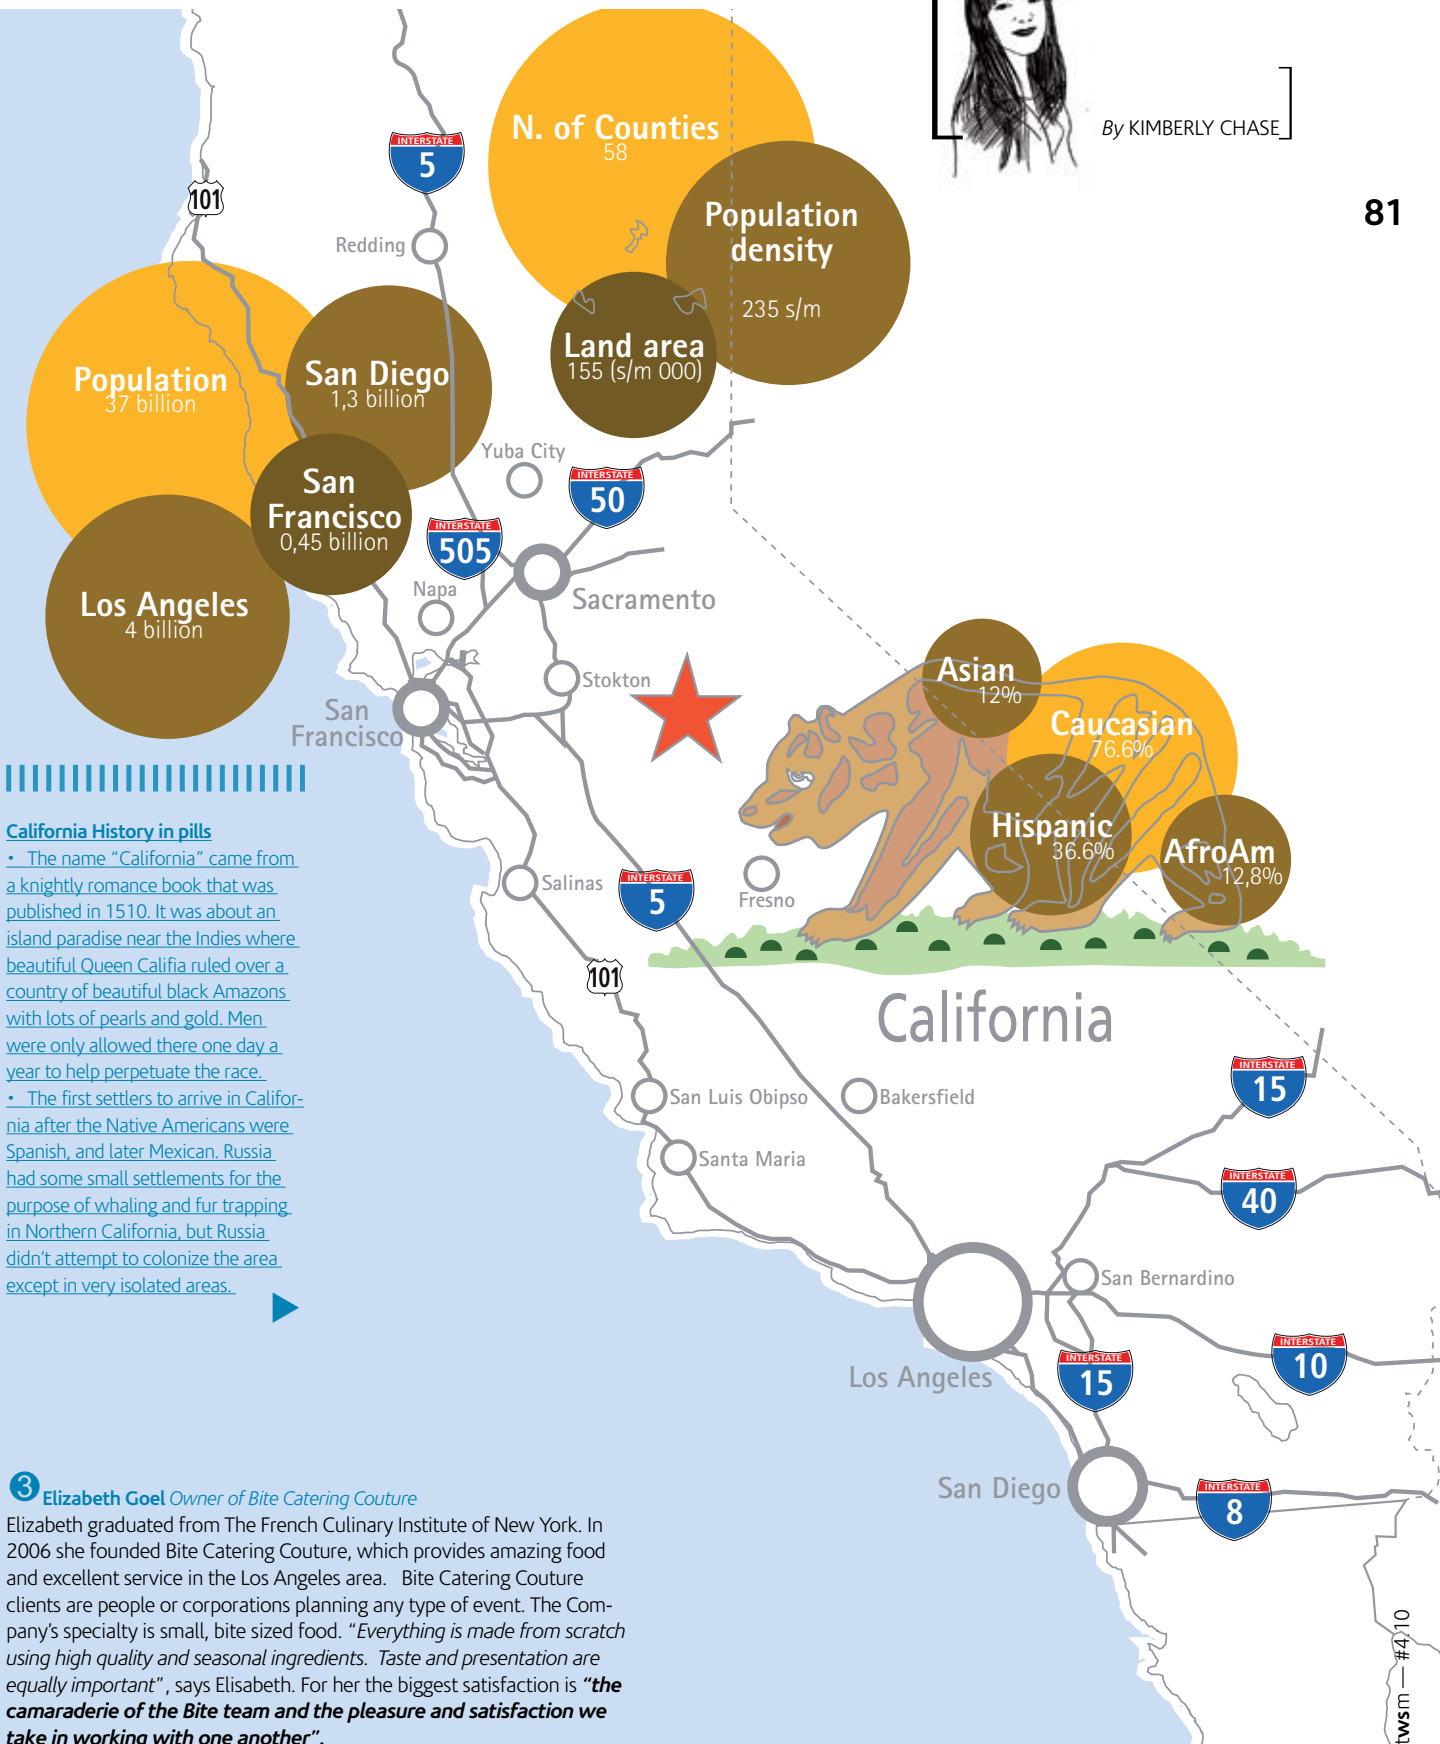 By KIMBERLY CHASE
81
N. of Counties
58
Population
density
235 s/m
Land area
155 (s/m 000)
Population
37 billion
San Diego
1,3 billion
San
Francisco
0,45 billion
Los Angeles
4 billion
INTERSTATE
5
101
Redding
Yuba City
INTERSTATE
50
INTERSTATE
505
Napa
Sacramento
Stokton
San
Francisco
Asian
12%
Caucasian
76.6%
Hispanic
36.6%
AfroAm
12,8%
Salinas
INTERSTATE
5
Fresno
101
California
San Luis Obipso
Bakersfield
Santa Maria
INTERSTATE
15
INTERSTATE
40
San Bernardino
INTERSTATE
10
INTERSTATE
15
Los Angeles
San Diego
INTERSTATE
8
California History in pills
• The name “California” came from
a knightly romance book that was
published in 1510. It was about an
island paradise near the Indies where
beautiful Queen Califia ruled over a
country of beautiful black Amazons
with lots of pearls and gold. Men
were only allowed there one day a
year to help perpetuate the race.
• The first settlers to arrive in Califor-
nia after the Native Americans were
Spanish, and later Mexican. Russia
had some small settlements for the
purpose of whaling and fur trapping
in Northern California, but Russia
didn’t attempt to colonize the area
except in very isolated areas.
3 Elizabeth Goel Owner of Bite Catering Couture
Elizabeth graduated from The French Culinary Institute of New York. In
2006 she founded Bite Catering Couture, which provides amazing food
and excellent service in the Los Angeles area. Bite Catering Couture
clients are people or corporations planning any type of event. The Com-
pany’s specialty is small, bite sized food. “Everything is made from scratch
using high quality and seasonal ingredients. Taste and presentation are
equally important”, says Elisabeth. For her the biggest satisfaction is “the
camaraderie of the Bite team and the pleasure and satisfaction we
take in working with one another”.
twsm — #4.10